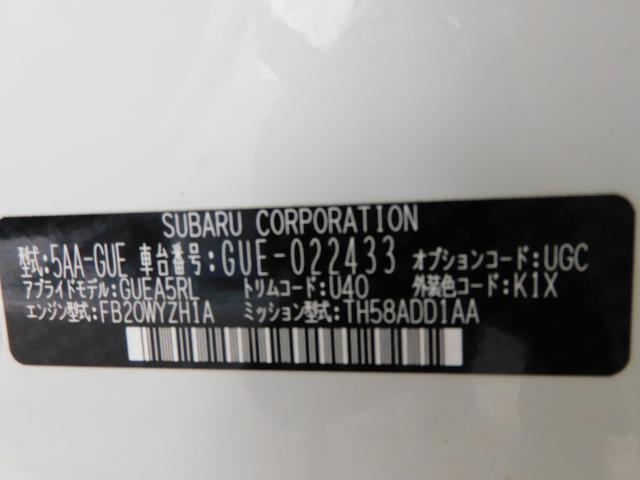 SUBARU CORPORATION
型式:5AA-GUE 車台番号:GUE-022433 オプションコード:UGC
アプライドモデル:GUEA5RL トリムコード:U40 外装色コード:K1X
エンジン型式:FB20WYZH1A ミッション型式:TH58ADD1AA